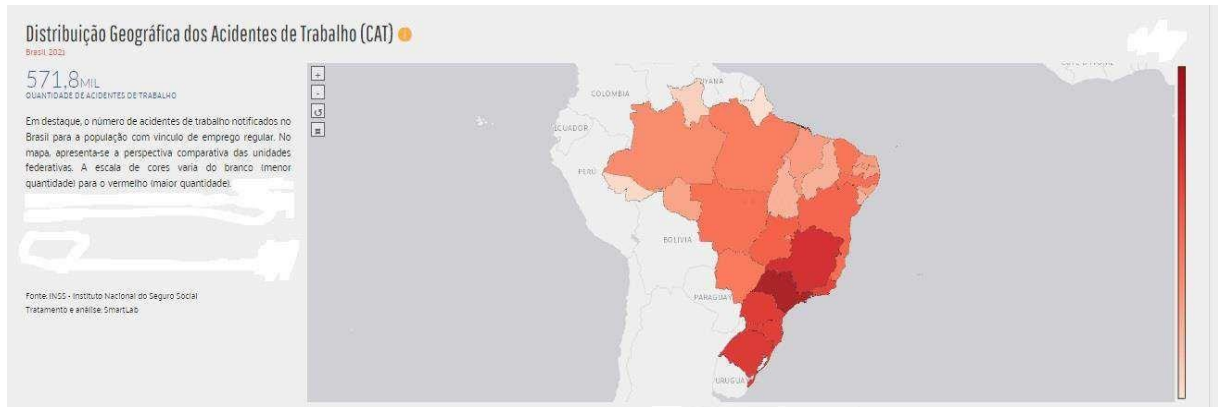 Distribuição Geográfica dos Acidentes de Trabalho (CAT)
Brasil, 2021
571,8MIL
QUANTIDADE DE ACIDENTES DE TRABALHO
Em destaque, o número de acidentes de trabalho notificados no
Brasil para a população com vínculo de emprego regular. No
mapa, apresenta-se a perspectiva comparativa das unidades
federativas. A escala de cores varia do branco (menor
quantidade) para o vermelho (maior quantidade).
Fonte: INSS - Instituto Nacional do Seguro Social
Tratamento e análise: SmartLab
+
-
COLOMBIA
GUYANA
ECUADOR
PERÚ
BOLIVIA
PARAGUAY
URUGUAY